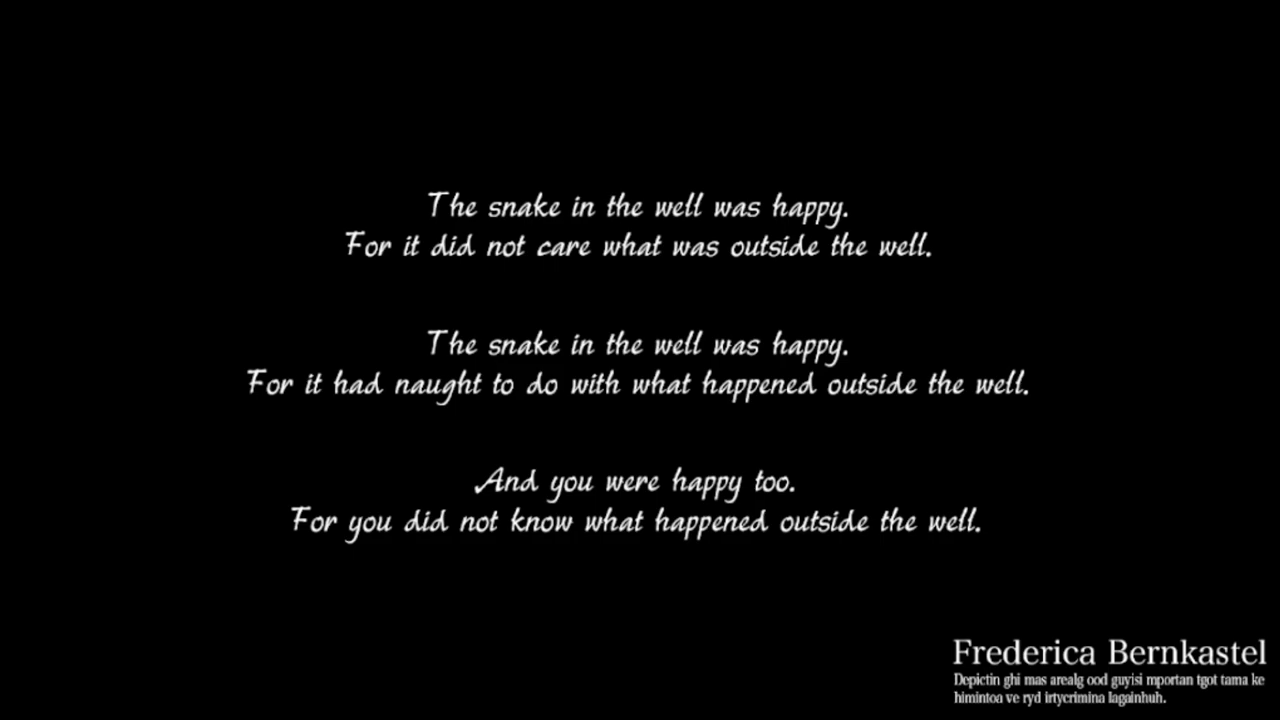 The snake in the well was happy.
For it did not care what was outside the well.
The snake in the well was happy.
For it had naught to do with what happened outside the well.
And you were happy too.
For you did not know what happened outside the well.
Frederica Bernkastel
Depictin ghi mas arealg ood guyisi mportan tgot tama ke
himintoa ve ryd irtycrimina lagainhuh.